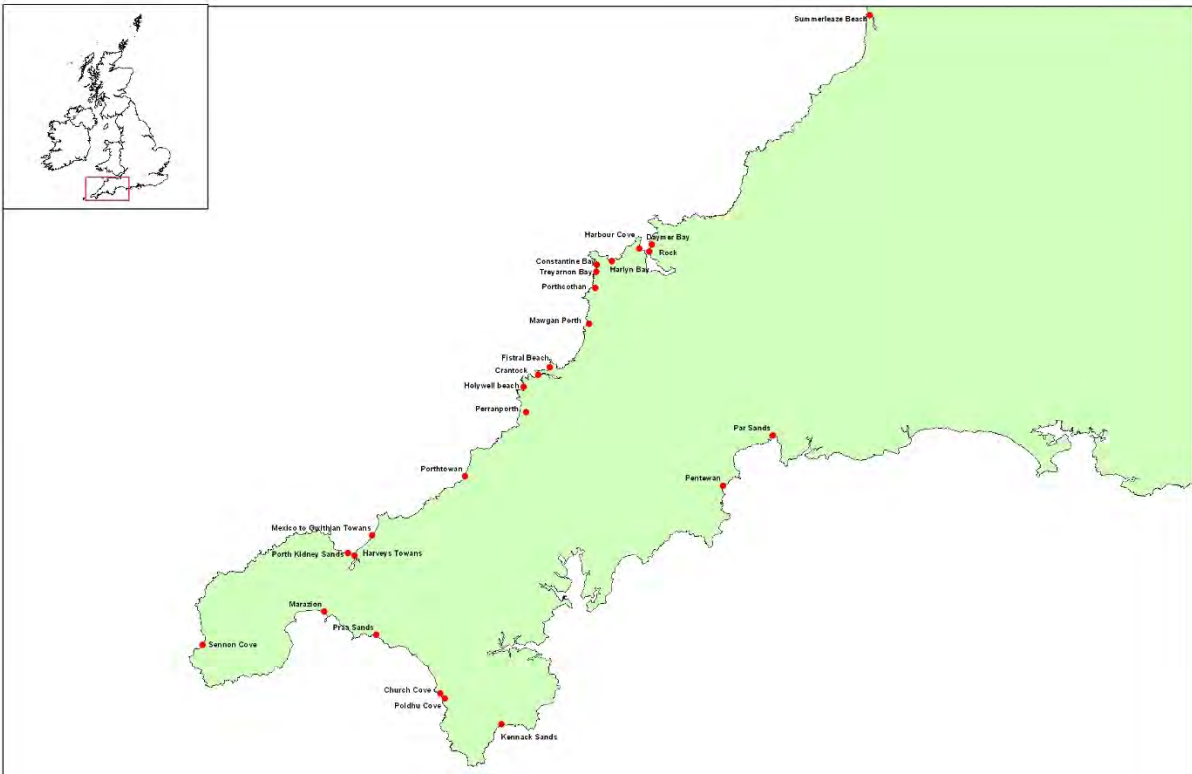 Summerleaze Beach
Harbour Cove
Daymer Bay
Rock
Constantine Bay
Harlyn Bay
Treyarnon Bay
Porthcothan
Mawgan Porth
Fistral Beach
Crantock
Holywell beach
Perranporth
Par Sands
Porthtowan
Pentewan
Mexico to Gwithian Towans
Porth Kidney Sands
Harveys Towans
Marazion
Praa Sands
Sennon Cove
Church Cove
Poldhu Cove
Kennack Sands